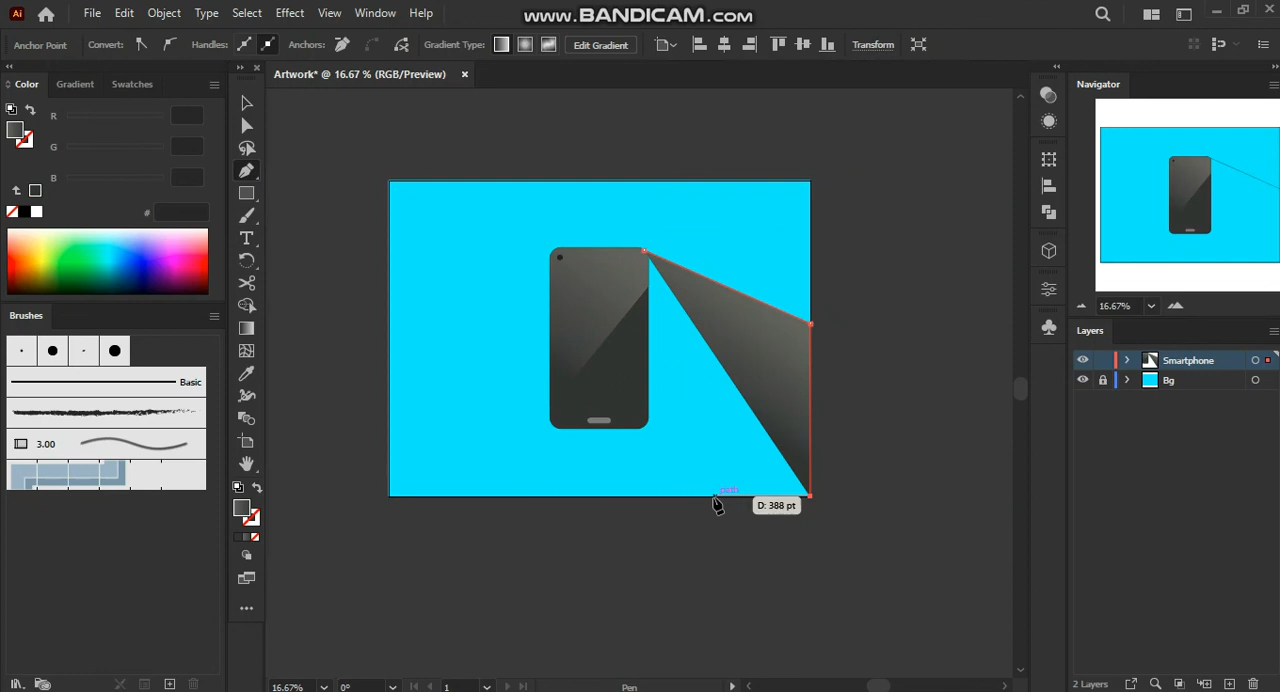 Ai
File Edit Object Type Select Effect View Window Help
www.BANDICAM.com
Anchor Point Convert: Handles: Anchors: Gradient Type: Edit Gradient Transform
Color Gradient Swatches
Artwork* @ 16.67 % (RGB/Preview)
Navigator
R
G
B
#
16.67%
Brushes
Layers
Basic
3.00
Smartphone
Bg
path
D: 388 pt
16.67% 0° 1 Pen
2 Layers